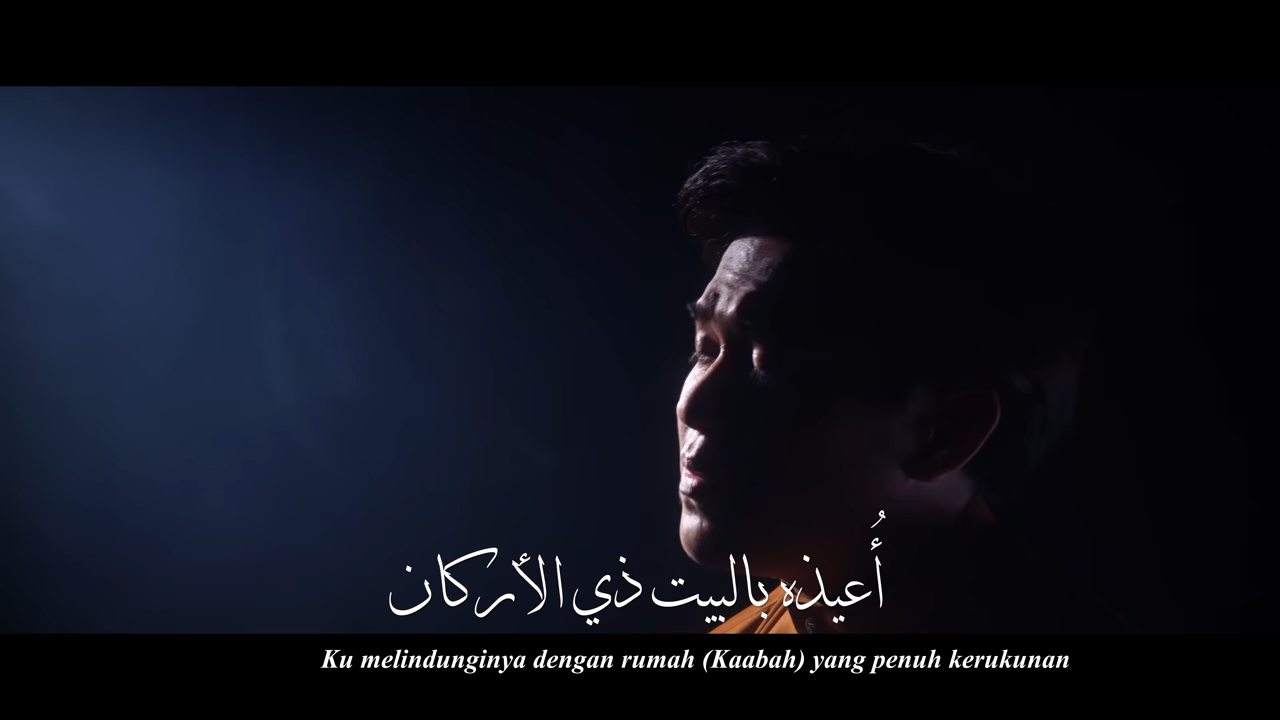 أُعيذه بالبيت ذي الأركان
Ku melindunginya dengan rumah (Kaabah) yang penuh kerukunan